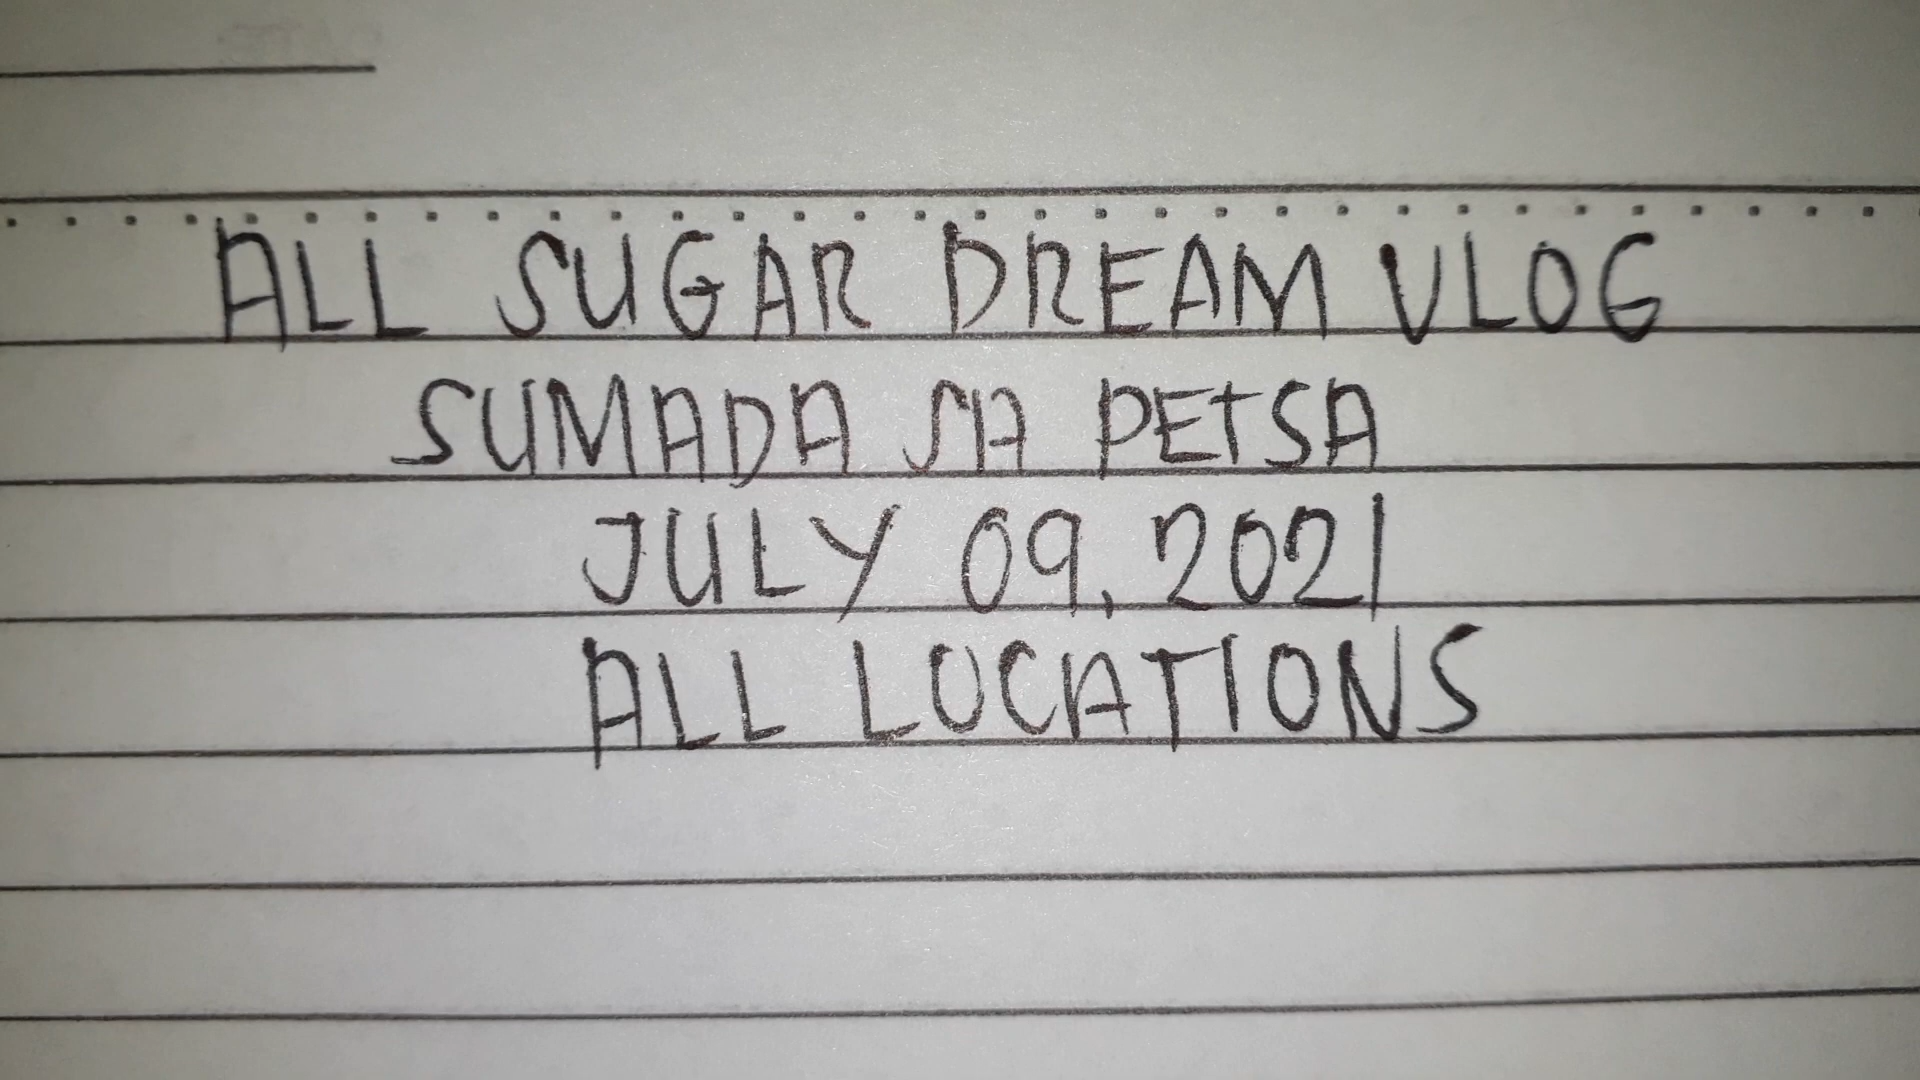 ALL SUGAR DREAM VLOG
SUMADA SA PETSA
JULY 09, 2021
ALL LOCATIONS